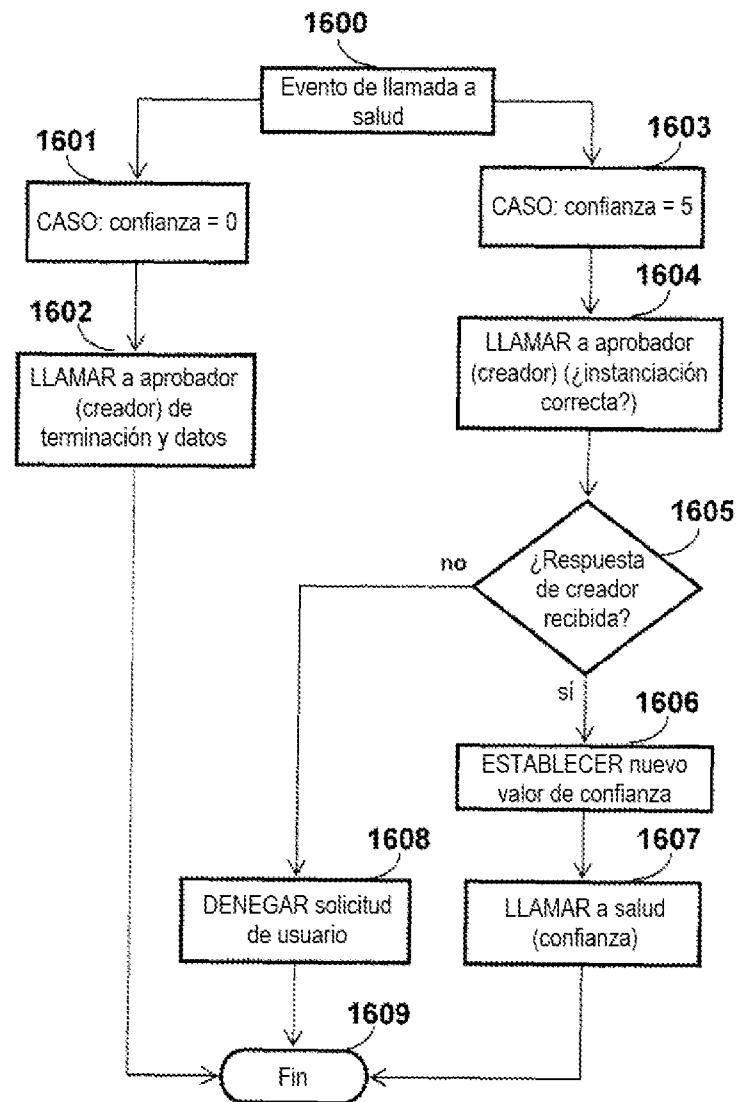 1600
Evento de llamada a
salud
1601
CASO: confianza = 0
1603
CASO: confianza = 5
1602
LLAMAR a aprobador
(creador) de
terminación y datos
1604
LLAMAR a aprobador
(creador) (¿instanciación
correcta?)
1605
¿Respuesta
de creador
recibida?
no
sí
1606
ESTABLECER nuevo
valor de confianza
1608
DENEGAR solicitud
de usuario
1607
LLAMAR a salud
(confianza)
1609
Fin